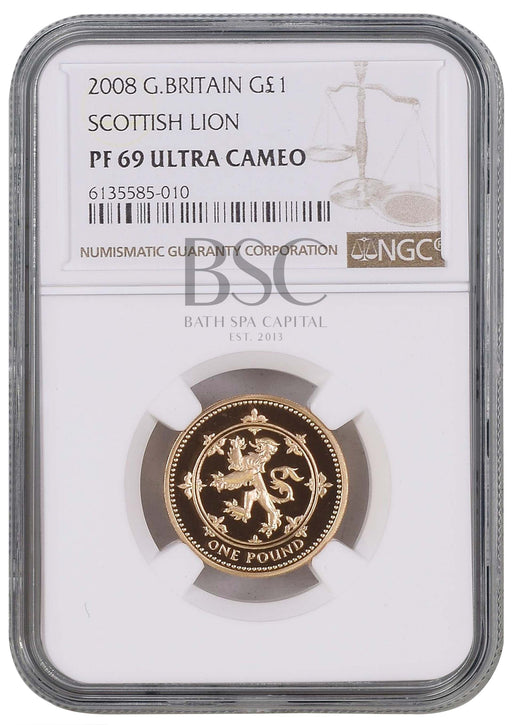 2008 G.BRITAIN G£1
SCOTTISH LION
PF 69 ULTRA CAMEO
6135585-010
NUMISMATIC GUARANTY CORPORATION
NGC®
BSC
BATH SPA CAPITAL
EST. 2013
ONE POUND